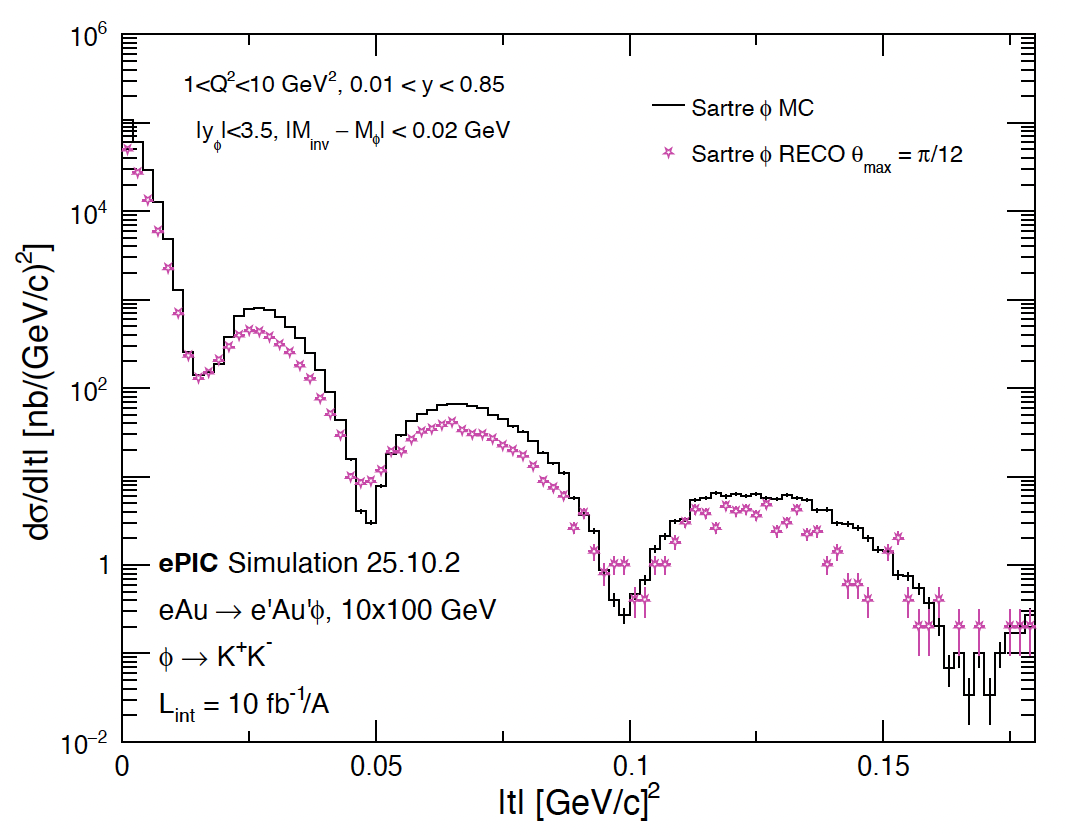 10⁶
10⁴
10²
1
10⁻²
dσ/d|t| [nb/(GeV/c)²]
1<Q²<10 GeV², 0.01 < y < 0.85
|y_ϕ|<3.5, |M_inv − M_ϕ| < 0.02 GeV
Sartre ϕ MC
Sartre ϕ RECO θ_max = π/12
ePIC Simulation 25.10.2
eAu → e'Au'ϕ, 10x100 GeV
ϕ → K⁺K⁻
L_int = 10 fb⁻¹/A
0 0.05 0.1 0.15
|t| [GeV/c]²